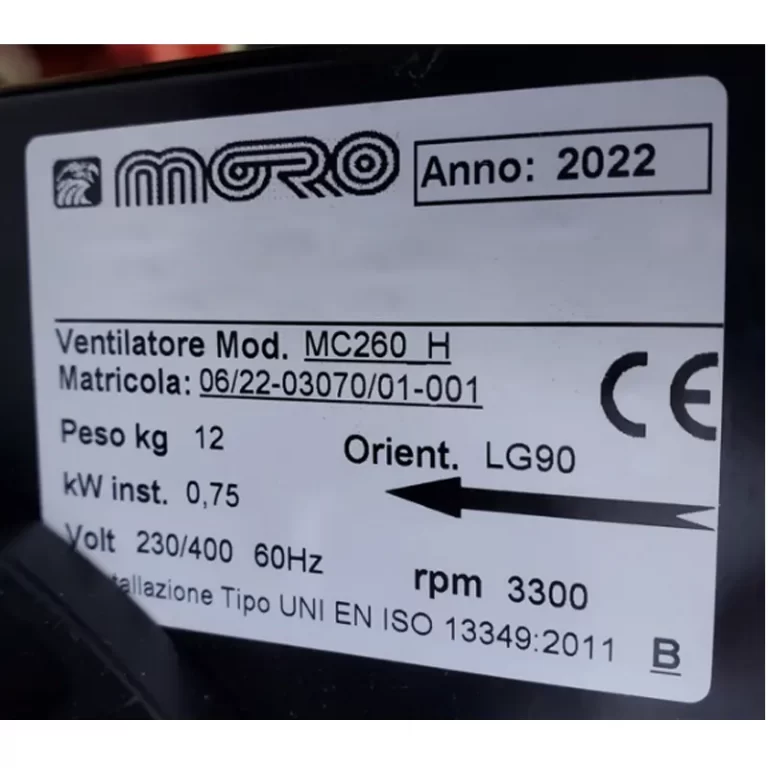 MORO Anno: 2022
Ventilatore Mod. MC260 H
Matricola: 06/22-03070/01-001
CE
Peso kg 12 Orient. LG90
kW inst. 0,75
Volt 230/400 60Hz rpm 3300
Tipo UNI EN ISO 13349:2011 B